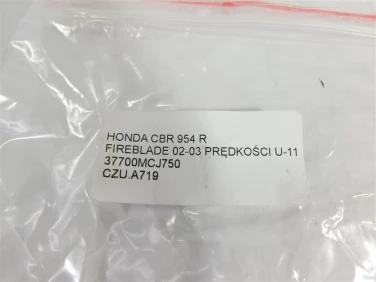 HONDA CBR 954 R
FIREBLADE 02-03 PRĘDKOŚCI U-11
37700MCJ750
CZU.A719